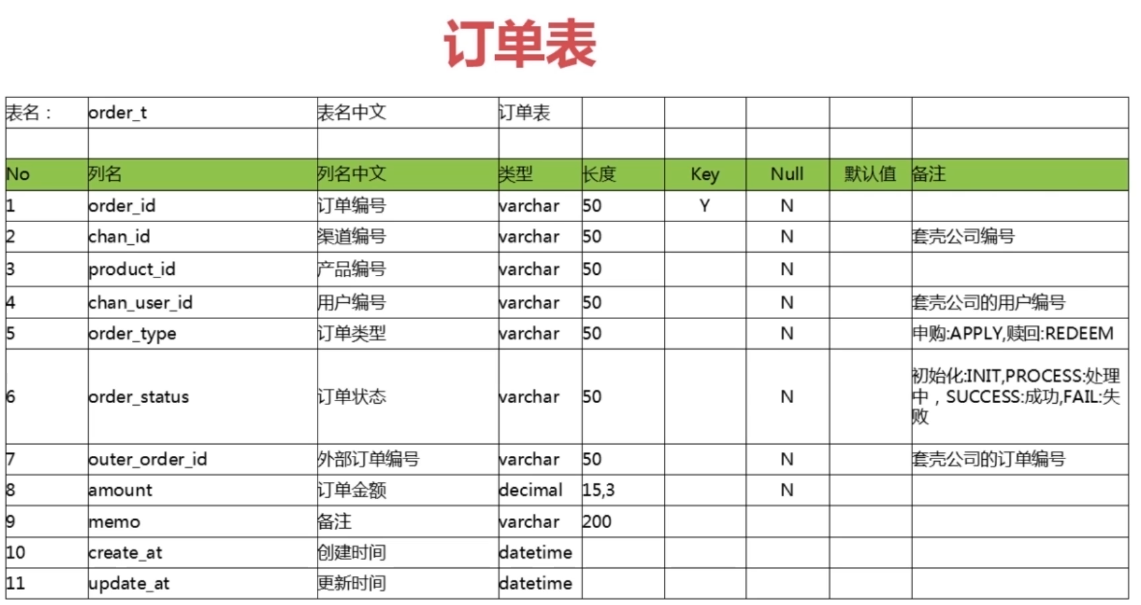 订单表
表名： order_t 表名中文 订单表
No 列名 列名中文 类型 长度 Key Null 默认值 备注
1 order_id 订单编号 varchar 50 Y N
2 chan_id 渠道编号 varchar 50 N 套壳公司编号
3 product_id 产品编号 varchar 50 N
4 chan_user_id 用户编号 varchar 50 N 套壳公司的用户编号
5 order_type 订单类型 varchar 50 N 申购:APPLY,赎回:REDEEM
6 order_status 订单状态 varchar 50 N 初始化:INIT,PROCESS:处理
中，SUCCESS:成功,FAIL:失
败
7 outer_order_id 外部订单编号 varchar 50 N 套壳公司的订单编号
8 amount 订单金额 decimal 15,3 N
9 memo 备注 varchar 200
10 create_at 创建时间 datetime
11 update_at 更新时间 datetime